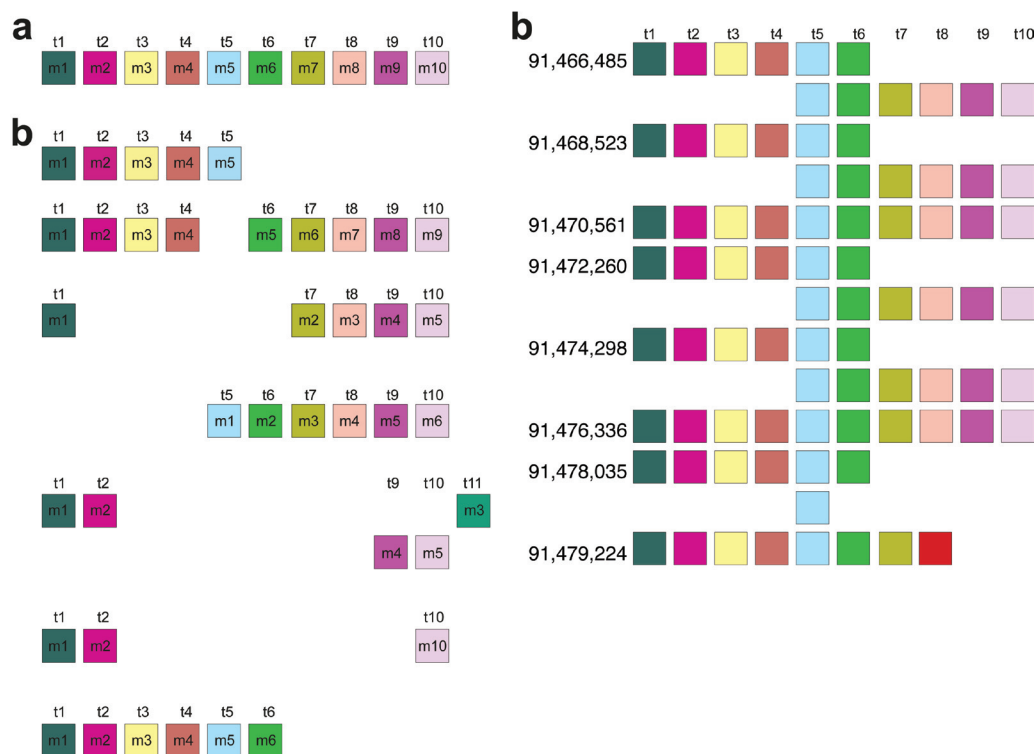 a
t1 t2 t3 t4 t5 t6 t7 t8 t9 t10
m1 m2 m3 m4 m5 m6 m7 m8 m9 m10
b
t1 t2 t3 t4 t5
m1 m2 m3 m4 m5
t1 t2 t3 t4 t6 t7 t8 t9 t10
m1 m2 m3 m4 m5 m6 m7 m8 m9
t1 t7 t8 t9 t10
m1 m2 m3 m4 m5
t5 t6 t7 t8 t9 t10
m1 m2 m3 m4 m5 m6
t1 t2 t9 t10 t11
m1 m2 m3
m4 m5
t1 t2 t10
m1 m2 m10
t1 t2 t3 t4 t5 t6
m1 m2 m3 m4 m5 m6
b
t1 t2 t3 t4 t5 t6 t7 t8 t9 t10
91,466,485
91,468,523
91,470,561
91,472,260
91,474,298
91,476,336
91,478,035
91,479,224